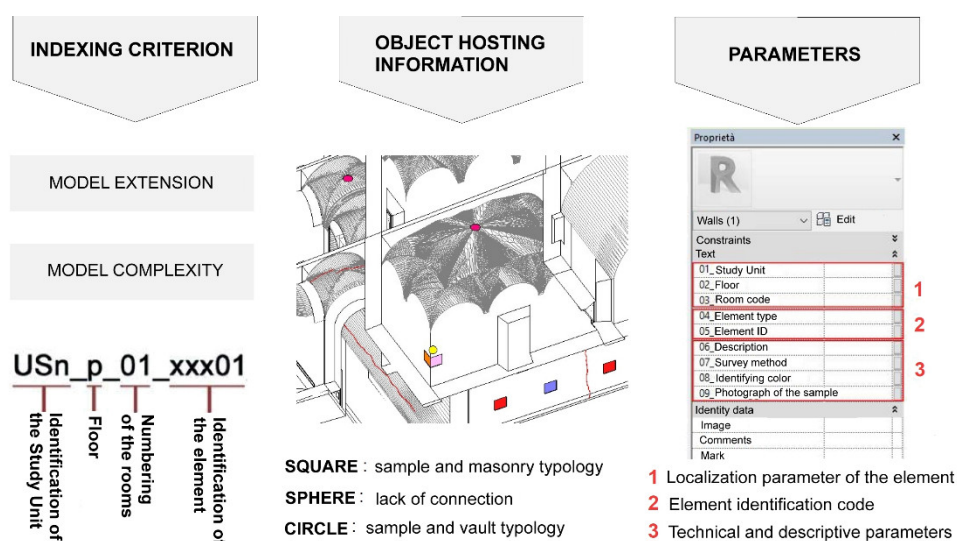 INDEXING CRITERION
MODEL EXTENSION
MODEL COMPLEXITY
USn_p_01_xxx01
Identification of
the Study Unit
Floor
Numbering
of the rooms
Identification of
the element
OBJECT HOSTING
INFORMATION
SQUARE : sample and masonry typology
SPHERE : lack of connection
CIRCLE : sample and vault typology
PARAMETERS
Proprietà
R
Walls (1)
Edit
Constraints
Text
01_Study Unit
02_Floor
03_Room code
04_Element type
05_Element ID
06_Description
07_Survey method
08_Identifying color
09_Photograph of the sample
1
2
3
Identity data
Image
Comments
Mark
1 Localization parameter of the element
2 Element identification code
3 Technical and descriptive parameters